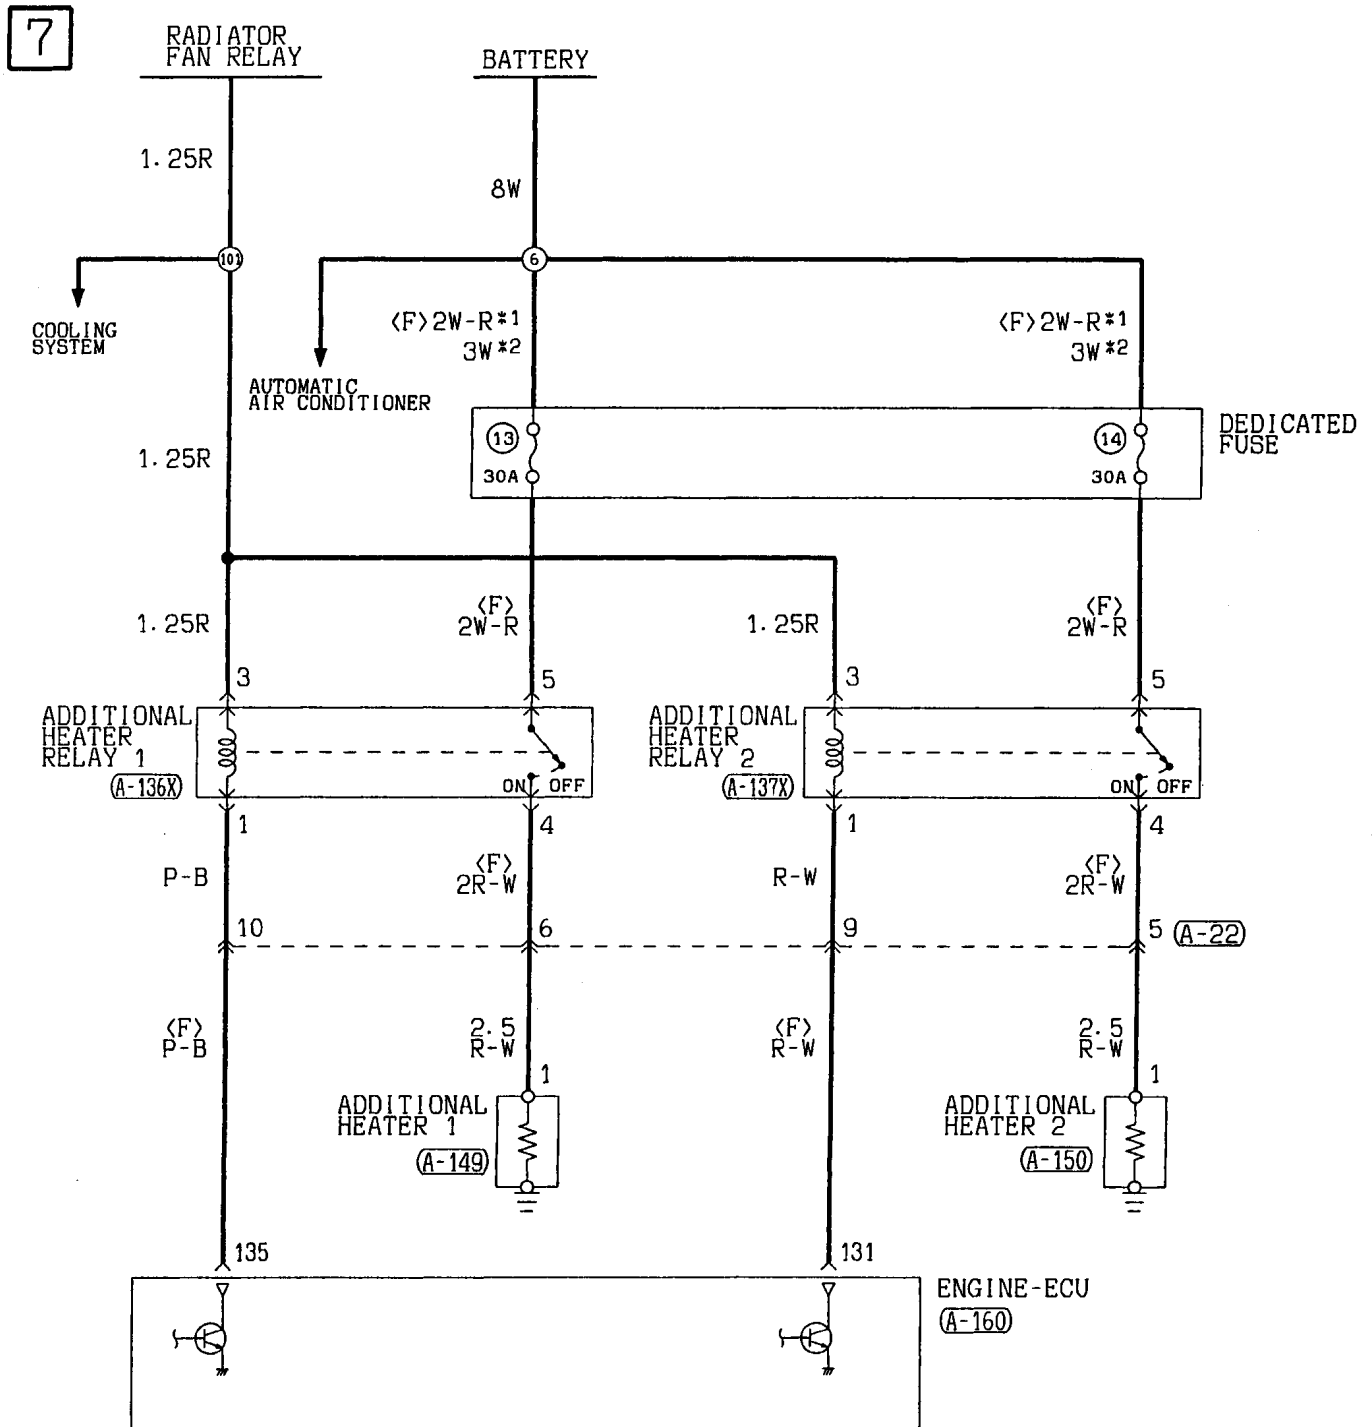 7
RADIATOR
FAN RELAY
BATTERY
1.25R
8W
101
6
COOLING
SYSTEM
AUTOMATIC
AIR CONDITIONER
<F>2W-R*1
3W*2
<F>2W-R*1
3W*2
DEDICATED
FUSE
13
30A
14
30A
1.25R
1.25R
<F>
2W-R
1.25R
<F>
2W-R
3
5
3
5
ADDITIONAL
HEATER
RELAY 1
A-136X
ON OFF
ADDITIONAL
HEATER
RELAY 2
A-137X
ON OFF
1
4
1
4
P-B
<F>
2R-W
R-W
<F>
2R-W
10
6
9
5
A-22
<F>
P-B
2.5
R-W
<F>
R-W
2.5
R-W
1
1
ADDITIONAL
HEATER 1
A-149
ADDITIONAL
HEATER 2
A-150
135
131
ENGINE-ECU
A-160